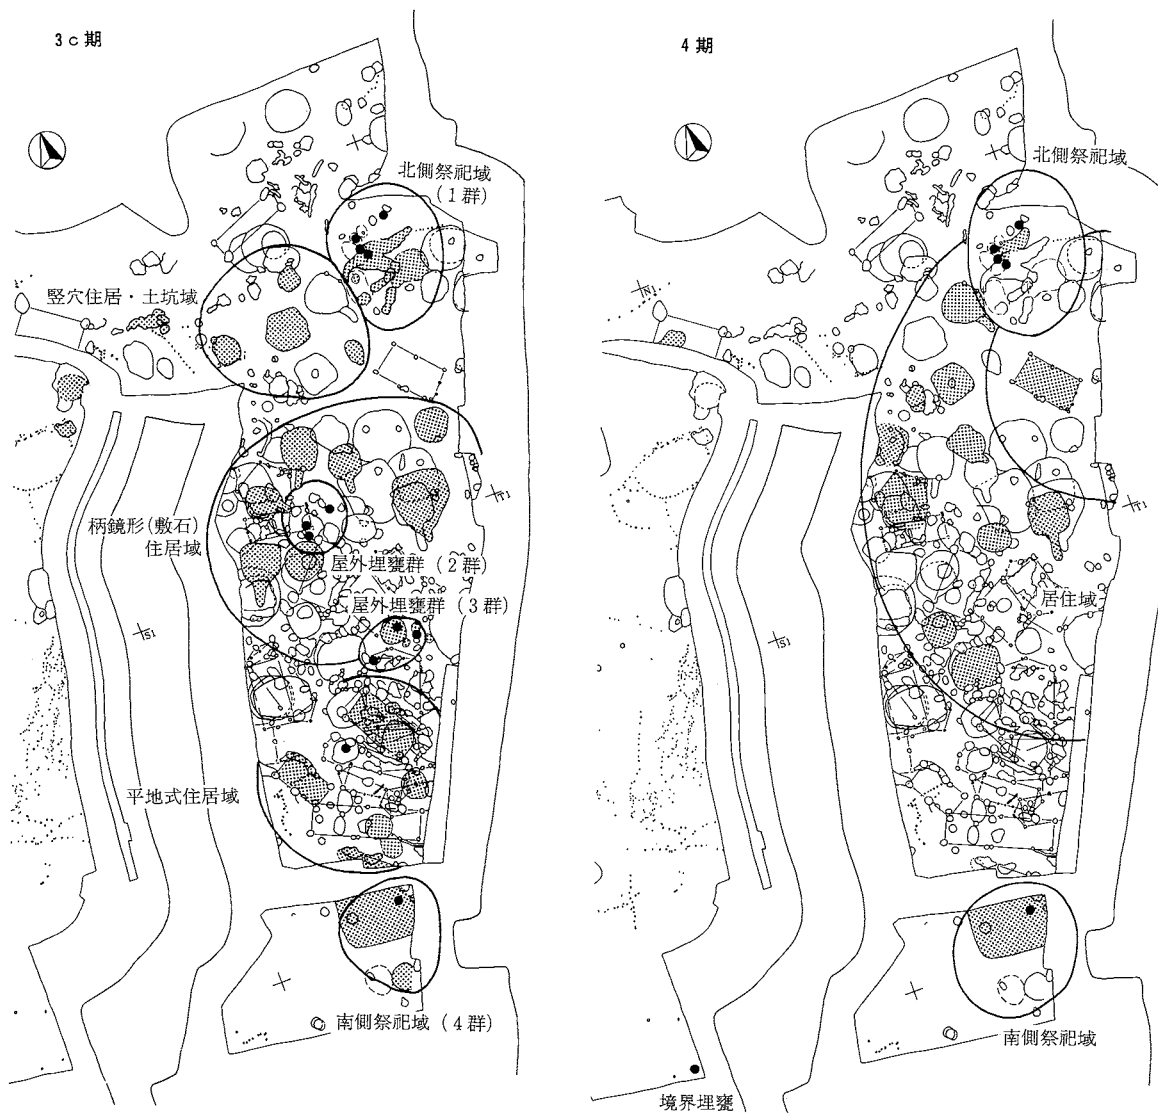 3c期
北側祭祀域
(1群)
竪穴住居・土坑域
柄鏡形(敷石)
住居域
屋外埋甕群(2群)
屋外埋甕群(3群)
S1
平地式住居域
南側祭祀域(4群)
4期
北側祭祀域
N1
居住域
S1
南側祭祀域
境界埋甕